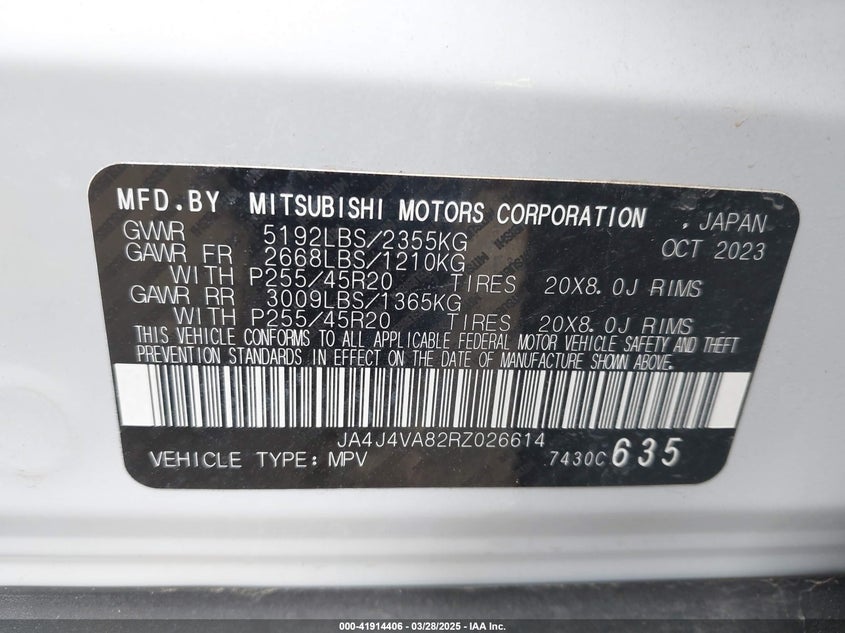 MFD.BY MITSUBISHI MOTORS CORPORATION , JAPAN
GVWR 5192LBS/2355KG OCT 2023
GAWR FR 2668LBS/1210KG
WITH P255/45R20 TIRES 20X8.0J RIMS
GAWR RR 3009LBS/1365KG
WITH P255/45R20 TIRES 20X8.0J RIMS
THIS VEHICLE CONFORMS TO ALL APPLICABLE FEDERAL MOTOR VEHICLE SAFETY AND THEFT
PREVENTION STANDARDS IN EFFECT ON THE DATE OF MANUFACTURE SHOWN ABOVE.
JA4J4VA82RZ026614
VEHICLE TYPE: MPV 7430C 635
000-41914406 - 03/28/2025 - IAA Inc.